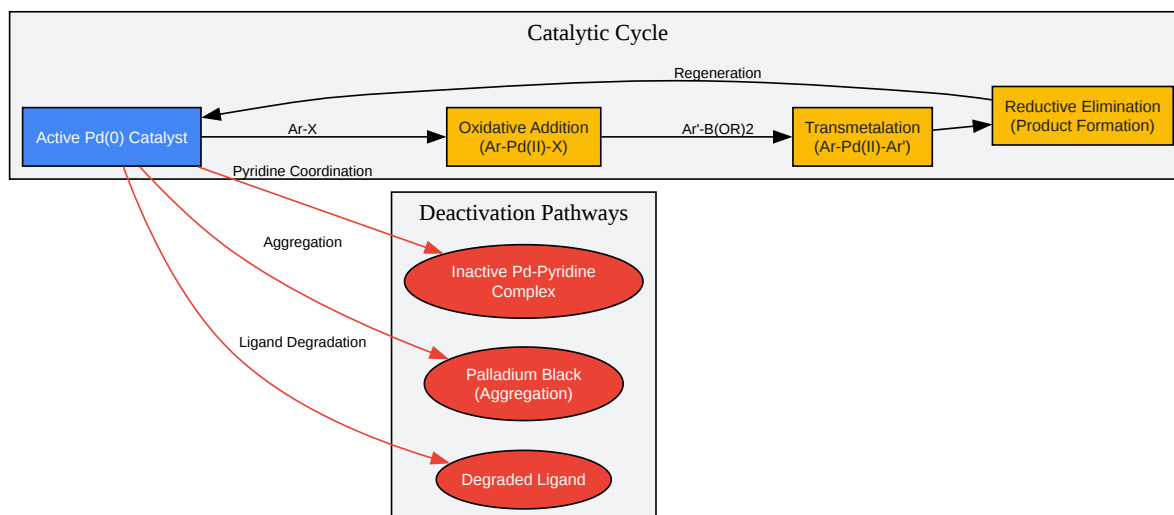 Catalytic Cycle
Regeneration
Active Pd(0) Catalyst
Ar-X
Oxidative Addition
(Ar-Pd(II)-X)
Ar'-B(OR)2
Transmetalation
(Ar-Pd(II)-Ar')
Reductive Elimination
(Product Formation)
Pyridine Coordination
Aggregation
Ligand Degradation
Deactivation Pathways
Inactive Pd-Pyridine
Complex
Palladium Black
(Aggregation)
Degraded Ligand